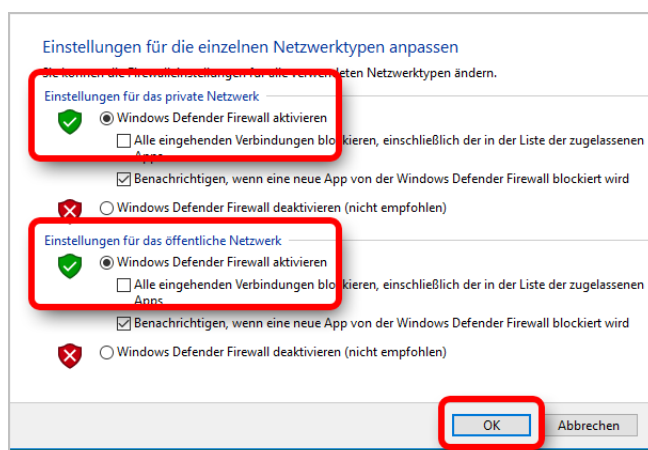 Einstellungen für die einzelnen Netzwerktypen anpassen
Sie können die Firewalleinstellungen für alle verwendeten Netzwerktypen ändern.
Einstellungen für das private Netzwerk
Windows Defender Firewall aktivieren
Alle eingehenden Verbindungen blockieren, einschließlich der in der Liste der zugelassenen
Apps
Benachrichtigen, wenn eine neue App von der Windows Defender Firewall blockiert wird
Windows Defender Firewall deaktivieren (nicht empfohlen)
Einstellungen für das öffentliche Netzwerk
Windows Defender Firewall aktivieren
Alle eingehenden Verbindungen blockieren, einschließlich der in der Liste der zugelassenen
Apps
Benachrichtigen, wenn eine neue App von der Windows Defender Firewall blockiert wird
Windows Defender Firewall deaktivieren (nicht empfohlen)
OK
Abbrechen